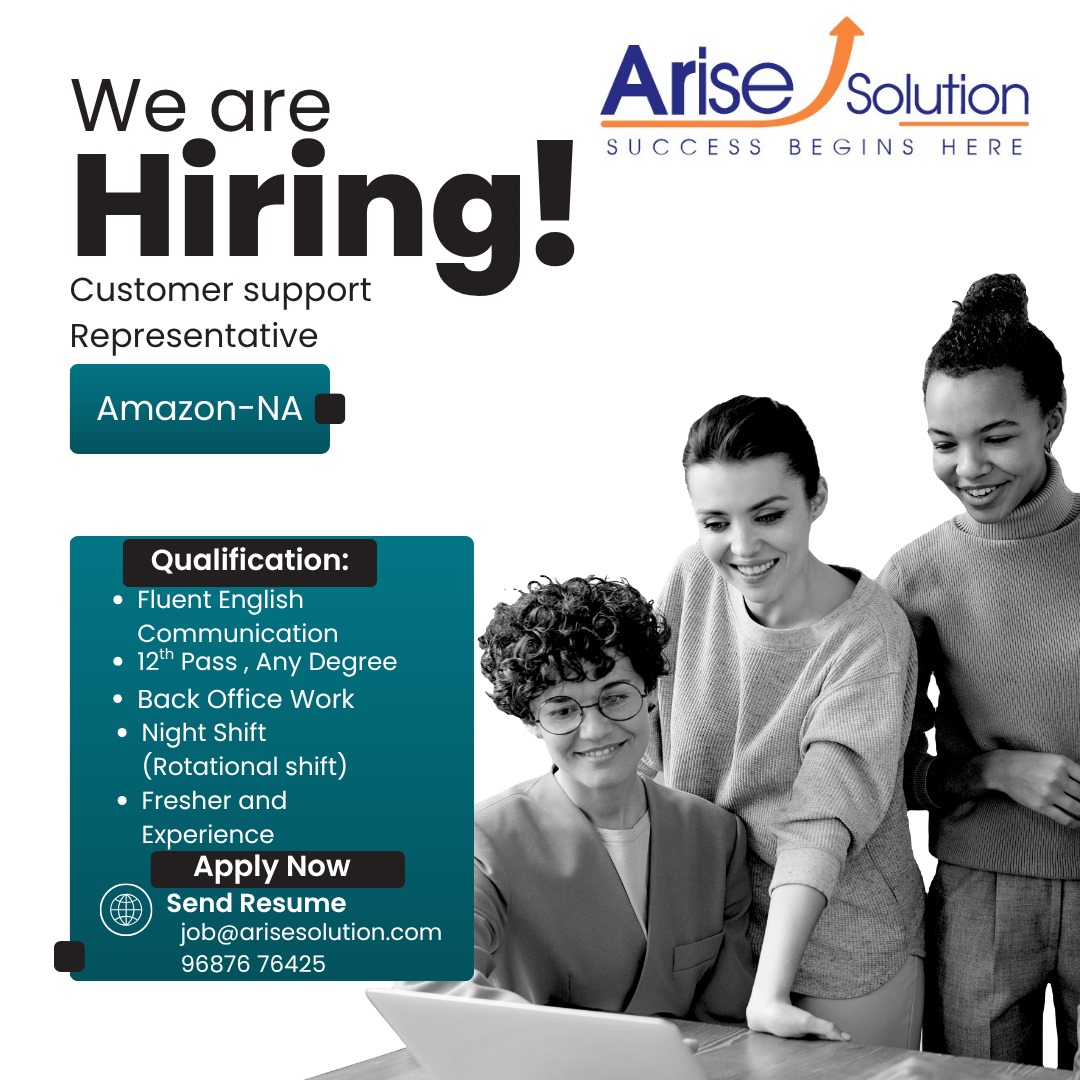 Arise Solution
SUCCESS BEGINS HERE
We are
Hiring!
Customer support
Representative
Amazon-NA
Qualification:
• Fluent English
Communication
• 12th Pass , Any Degree
• Back Office Work
• Night Shift
(Rotational shift)
• Fresher and
Experience
Apply Now
Send Resume
job@arisesolution.com
96876 76425